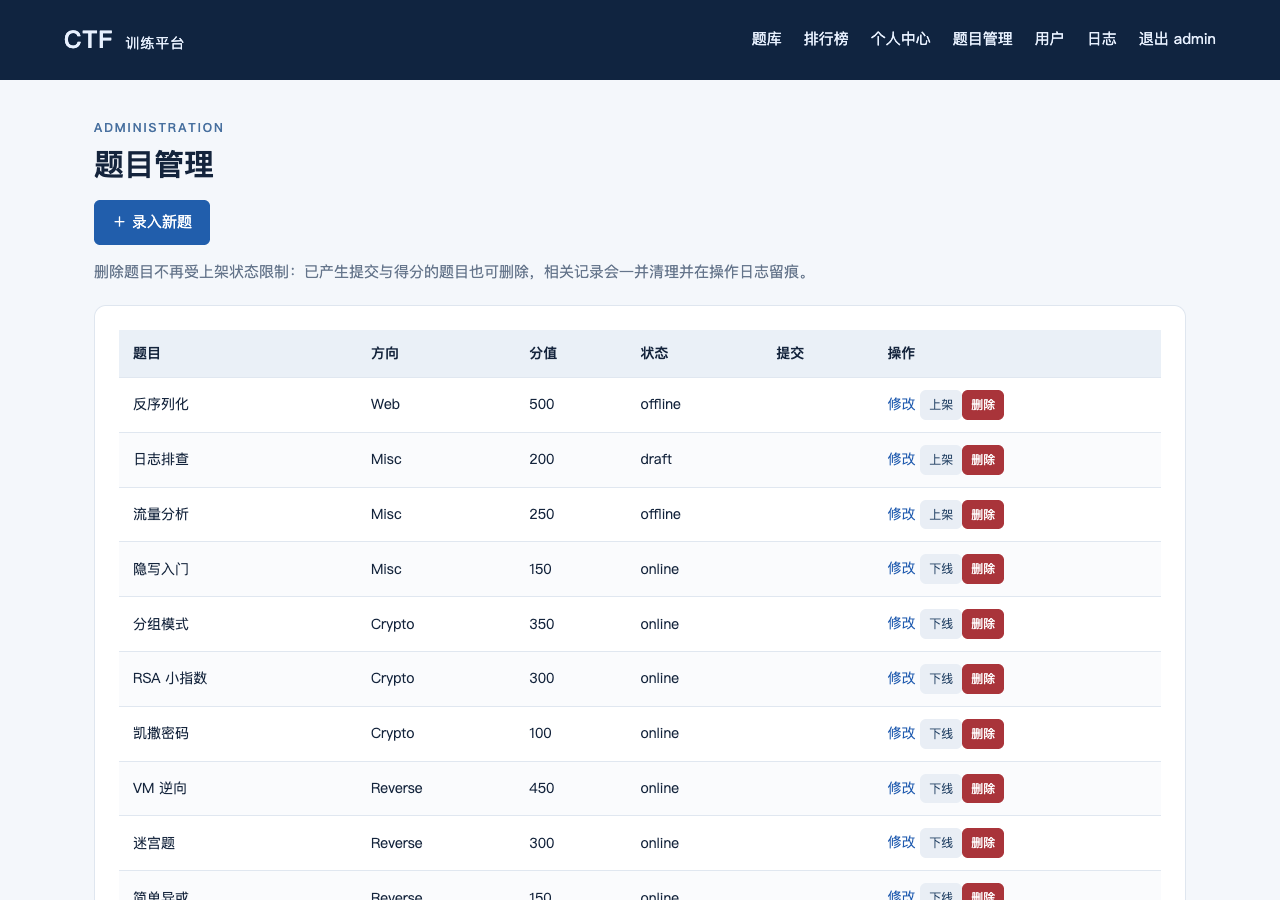 CTF 训练平台
题库 排行榜 个人中心 题目管理 用户 日志 退出 admin
ADMINISTRATION
题目管理
+ 录入新题
删除题目不再受上架状态限制：已产生提交与得分的题目也可删除，相关记录会一并清理并在操作日志留痕。
题目 方向 分值 状态 提交 操作
反序列化 Web 500 offline 修改 上架 删除
日志排查 Misc 200 draft 修改 上架 删除
流量分析 Misc 250 offline 修改 上架 删除
隐写入门 Misc 150 online 修改 下线 删除
分组模式 Crypto 350 online 修改 下线 删除
RSA 小指数 Crypto 300 online 修改 下线 删除
凯撒密码 Crypto 100 online 修改 下线 删除
VM 逆向 Reverse 450 online 修改 下线 删除
迷宫题 Reverse 300 online 修改 下线 删除
简单异或 Reverse 150 online 修改 下线 删除